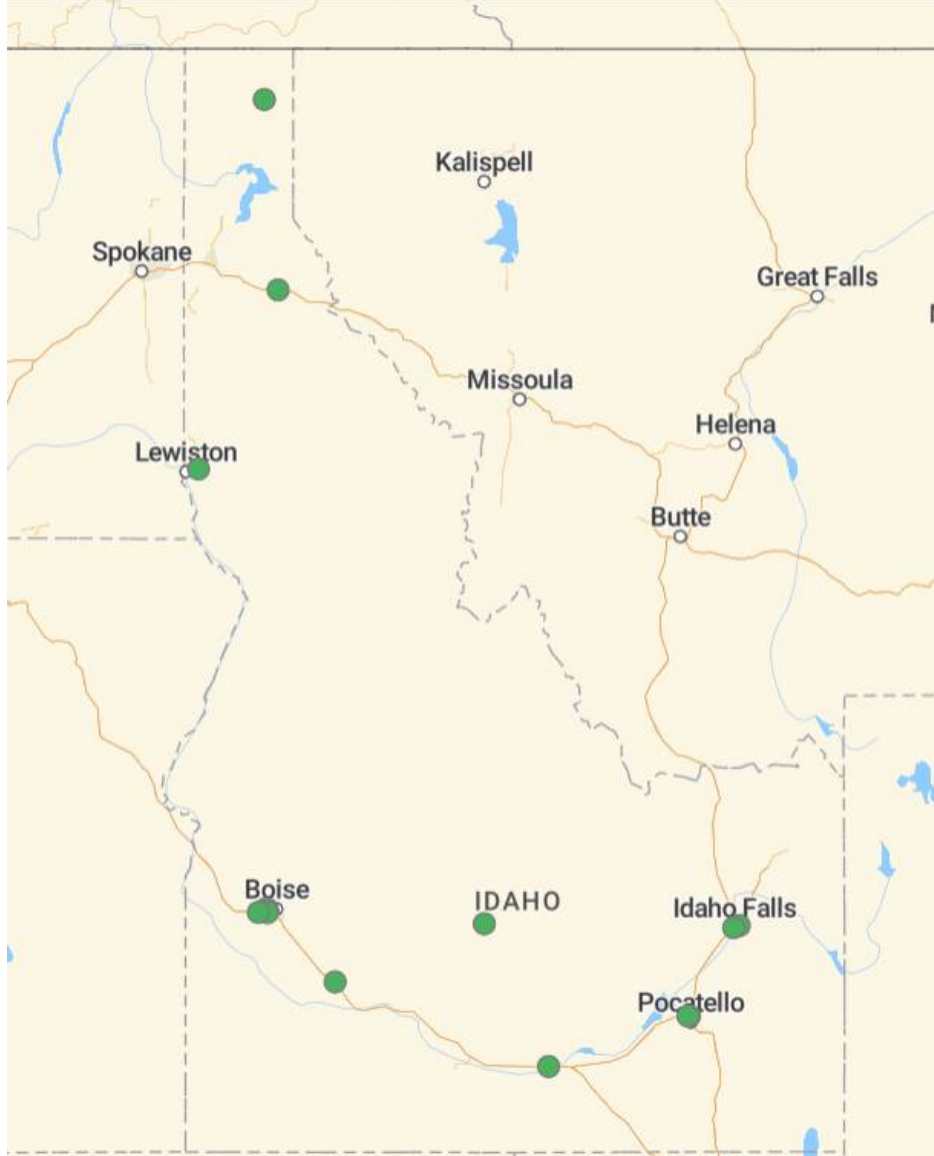 Kalispell
Spokane
Great Falls
Missoula
Helena
Lewiston
Butte
Boise
IDAHO
Idaho Falls
Pocatello